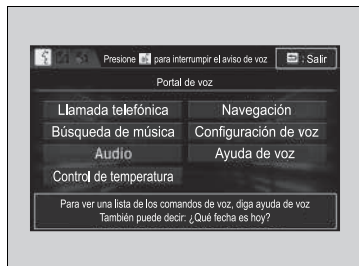 Presione para interrumpir el aviso de voz
: Salir
Portal de voz
Llamada telefónica
Navegación
Búsqueda de música
Configuración de voz
Audio
Ayuda de voz
Control de temperatura
Para ver una lista de los comandos de voz, diga ayuda de voz
También puede decir: ¿Qué fecha es hoy?